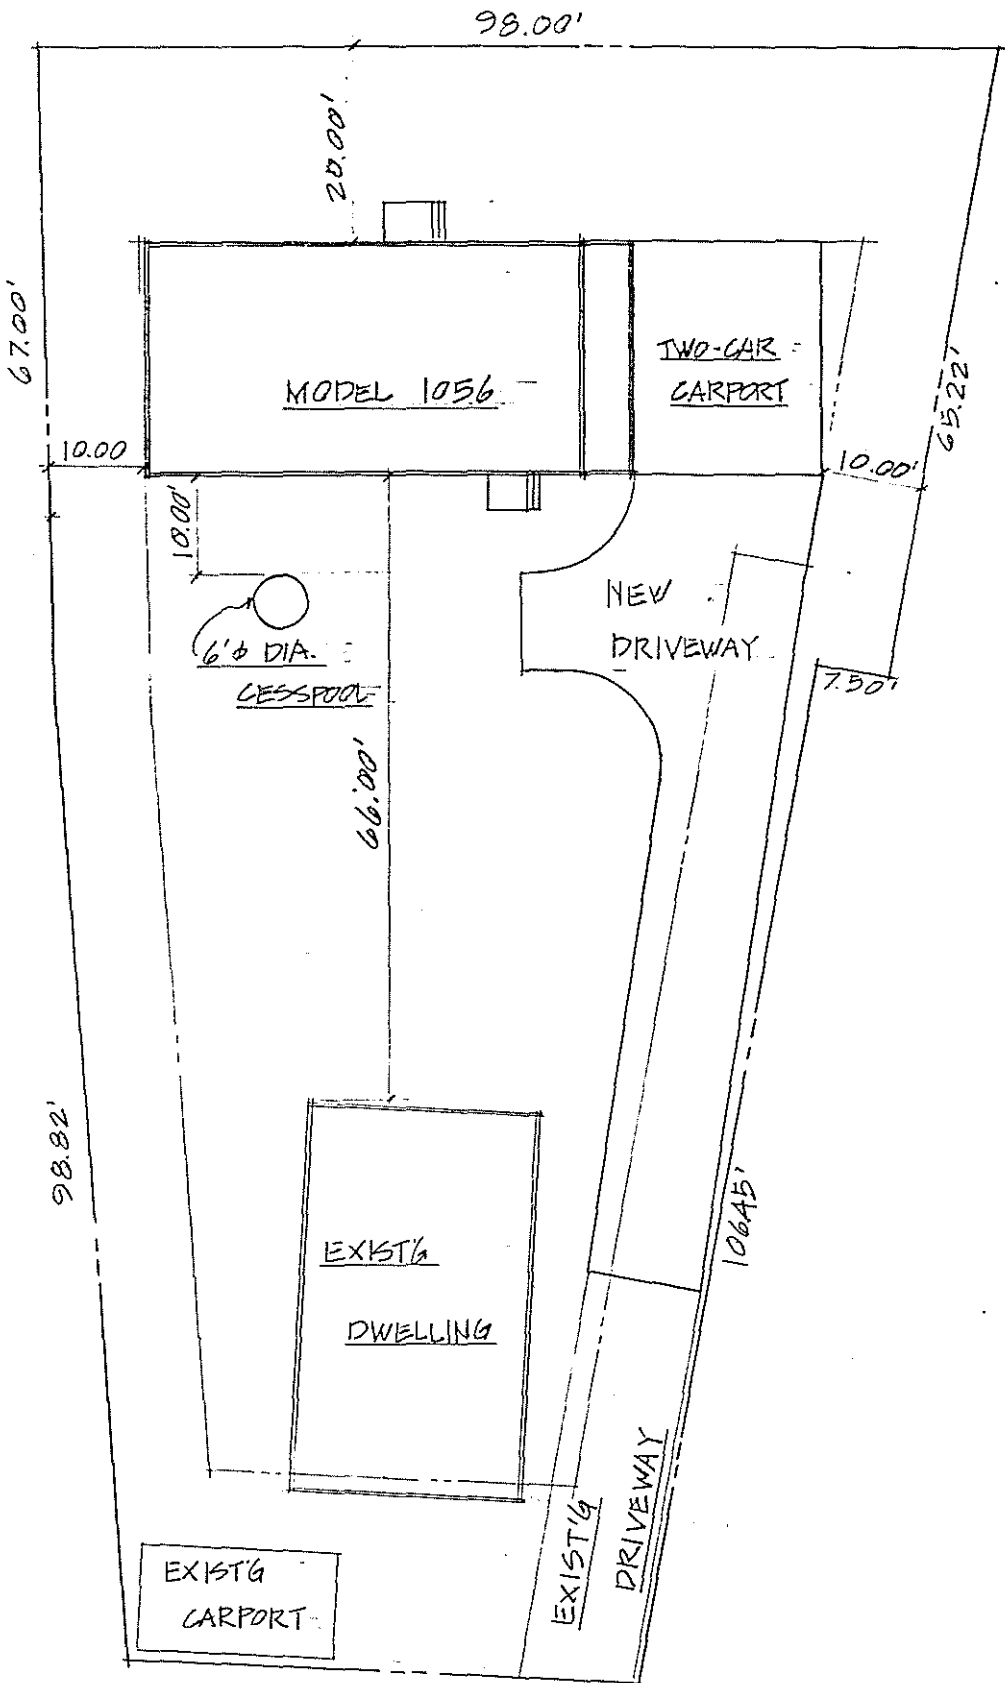 98.00'
20.00'
67.00'
MODEL 1056
TWO-CAR
CARPORT
65.22'
10.00
10.00'
10.00'
6'φ DIA.
CESSPOOL
NEW
DRIVEWAY
7.50'
66.00'
98.82'
106.45'
EXIST'G
DWELLING
EXIST'G
DRIVEWAY
EXIST'G
CARPORT